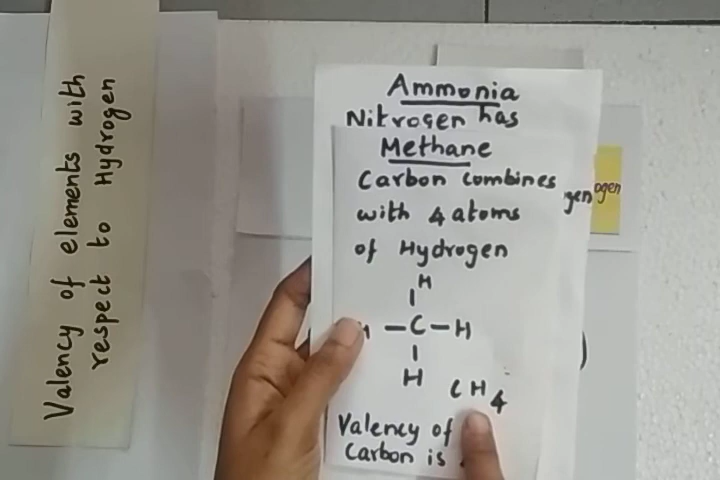 Valency of elements with
respect to Hydrogen
Ammonia
Nitrogen has
Methane
Carbon Combines
with 4 atoms
of Hydrogen
H
– C – H
H
CH4
Valency of
Carbon is